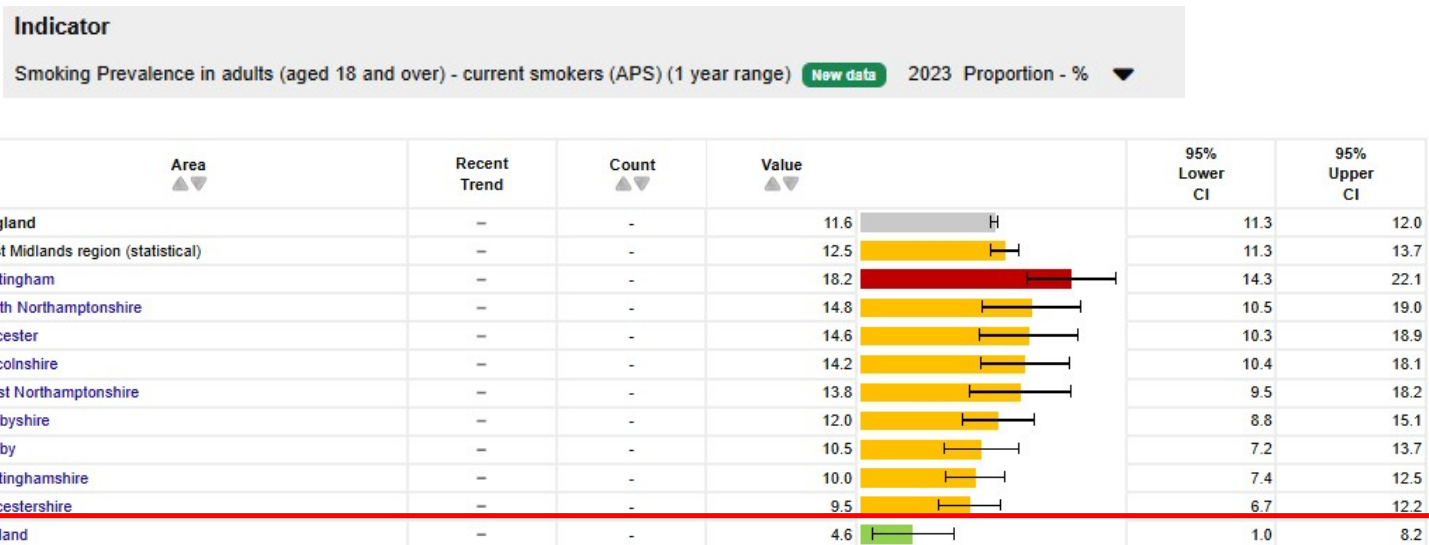 Indicator
Smoking Prevalence in adults (aged 18 and over) - current smokers (APS) (1 year range) New data 2023 Proportion - %
Area Recent Trend Count Value 95% Lower CI 95% Upper CI
gland – - 11.6 11.3 12.0
st Midlands region (statistical) – - 12.5 11.3 13.7
tingham – - 18.2 14.3 22.1
th Northamptonshire – - 14.8 10.5 19.0
cester – - 14.6 10.3 18.9
colnshire – - 14.2 10.4 18.1
st Northamptonshire – - 13.8 9.5 18.2
byshire – - 12.0 8.8 15.1
by – - 10.5 7.2 13.7
tinghamshire – - 10.0 7.4 12.5
cestershire – - 9.5 6.7 12.2
land – - 4.6 1.0 8.2